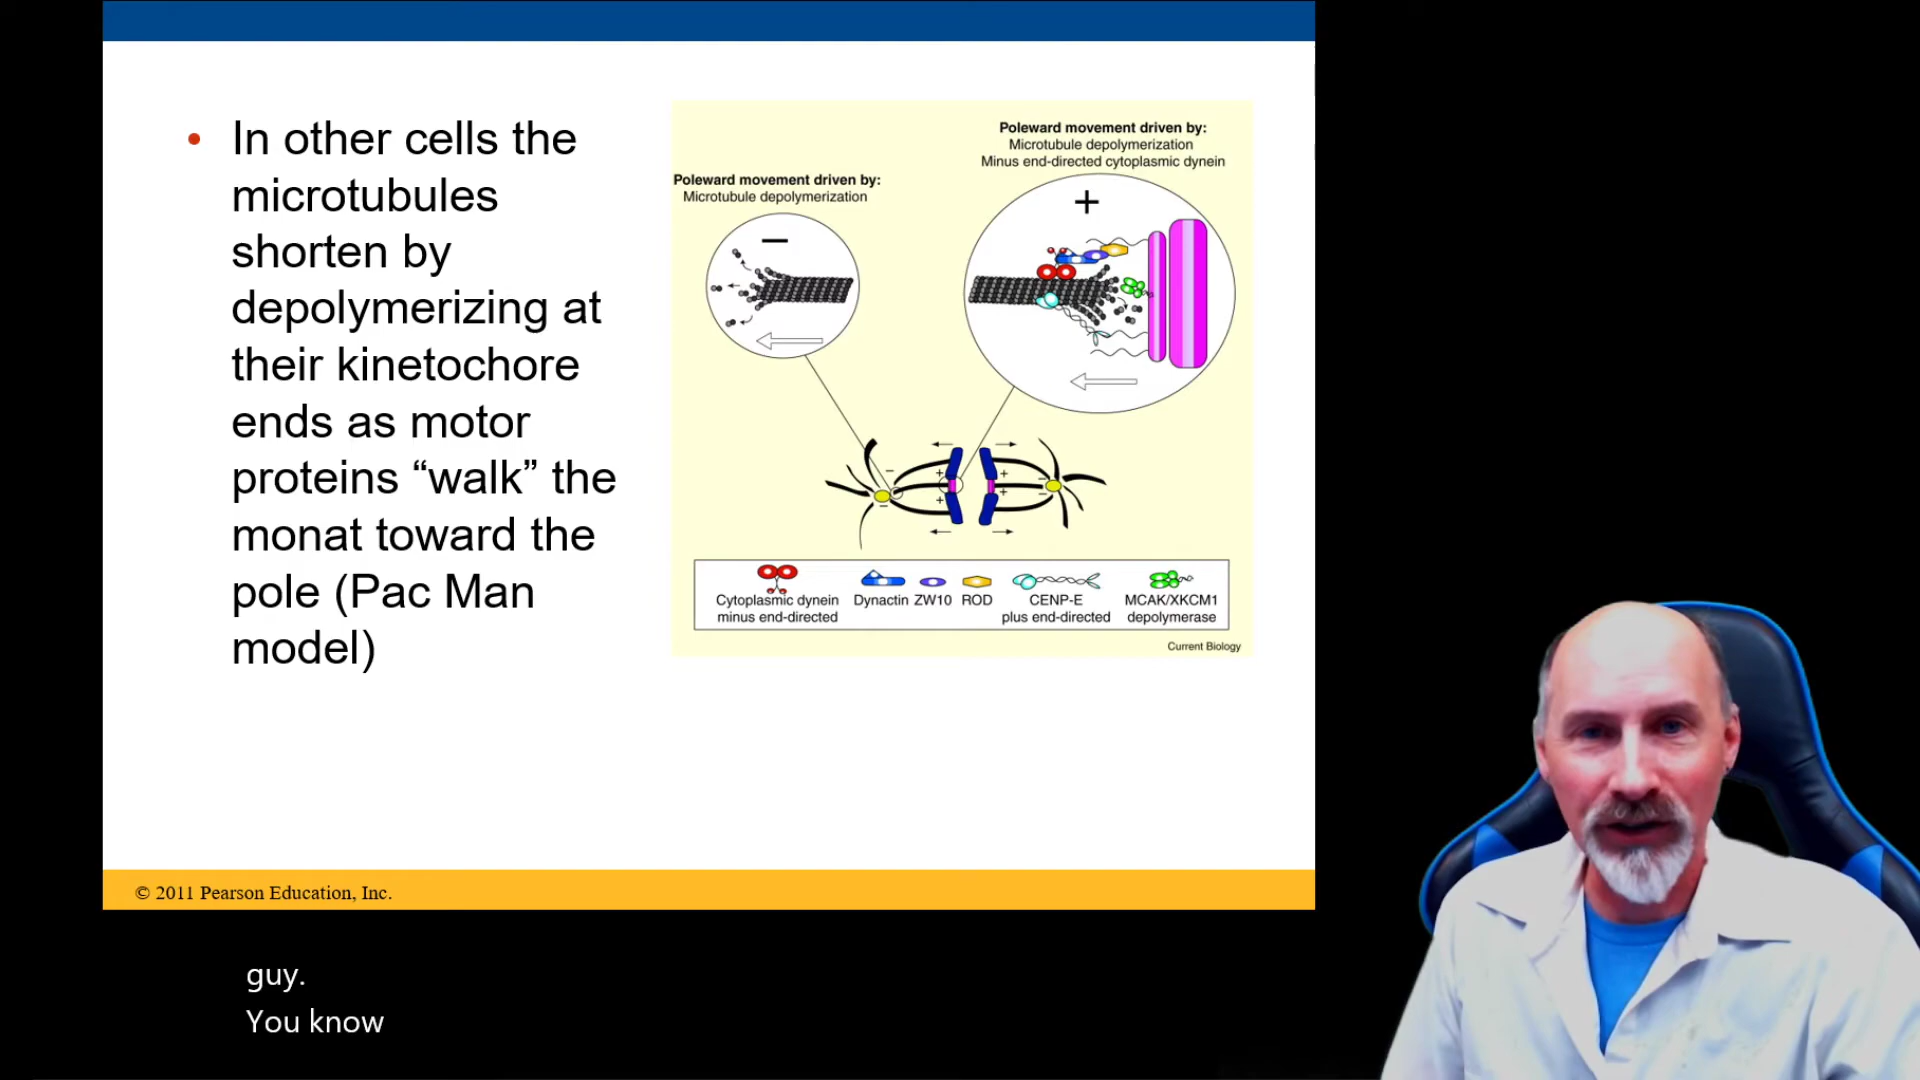 • In other cells the
microtubules
shorten by
depolymerizing at
their kinetochore
ends as motor
proteins “walk” the
monat toward the
pole (Pac Man
model)
Poleward movement driven by:
Microtubule depolymerization
−
Poleward movement driven by:
Microtubule depolymerization
Minus end-directed cytoplasmic dynein
+
− + + −
+ + −
− +
Cytoplasmic dynein
minus end-directed
Dynactin
ZW10
ROD
CENP-E
plus end-directed
MCAK/XKCM1
depolymerase
Current Biology
© 2011 Pearson Education, Inc.
guy.
You know